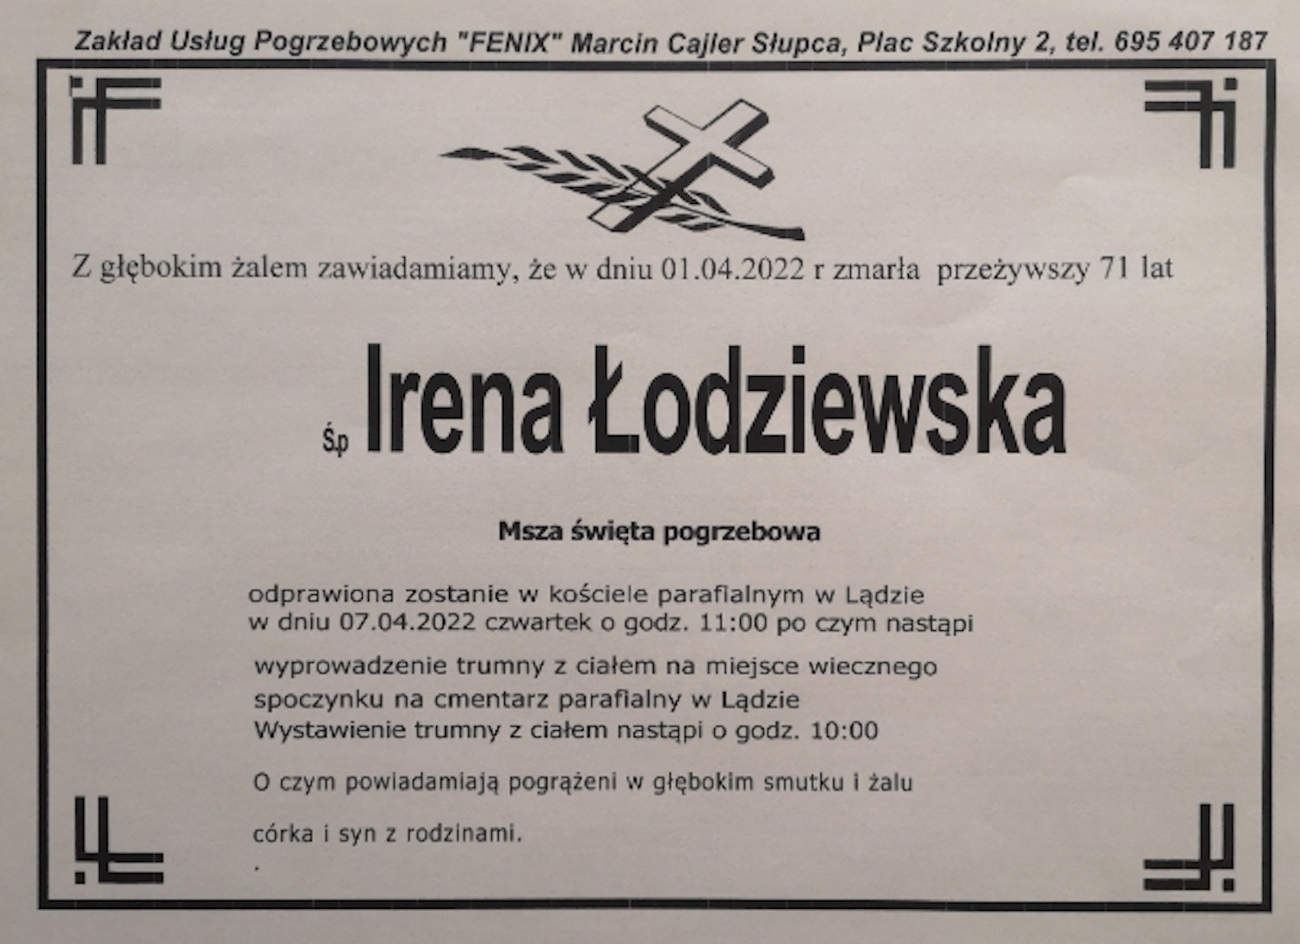 Zakład Usług Pogrzebowych "FENIX" Marcin Cajler Słupca, Plac Szkolny 2, tel. 695 407 187
Z głębokim żalem zawiadamiamy, że w dniu 01.04.2022 r zmarła przeżywszy 71 lat
Ś.p Irena Łodziewska
Msza święta pogrzebowa
odprawiona zostanie w kościele parafialnym w Lądzie
w dniu 07.04.2022 czwartek o godz. 11:00 po czym nastąpi
wyprowadzenie trumny z ciałem na miejsce wiecznego
spoczynku na cmentarz parafialny w Lądzie
Wystawienie trumny z ciałem nastąpi o godz. 10:00
O czym powiadamiają pogrążeni w głębokim smutku i żalu
córka i syn z rodzinami.
.